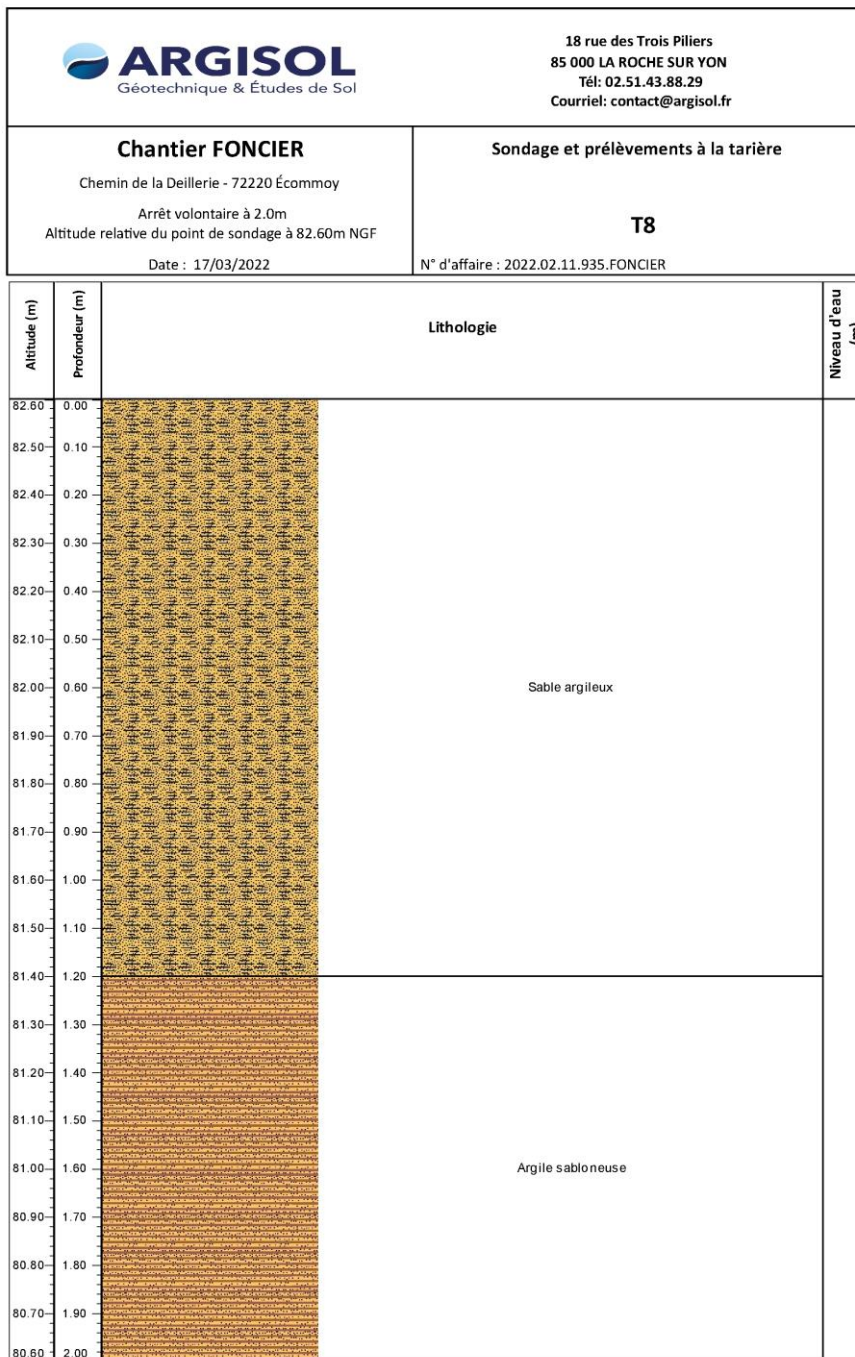 ARGISOL
Géotechnique & Études de Sol
18 rue des Trois Piliers
85 000 LA ROCHE SUR YON
Tél: 02.51.43.88.29
Courriel: contact@argisol.fr
Chantier FONCIER
Chemin de la Deillerie - 72220 Écommoy
Arrêt volontaire à 2.0m
Altitude relative du point de sondage à 82.60m NGF
Date : 17/03/2022
Sondage et prélèvements à la tarière
T8
N° d'affaire : 2022.02.11.935.FONCIER
Altitude (m)
Profondeur (m)
Lithologie
Niveau d'eau
(m)
82.60 0.00
82.50 0.10
82.40 0.20
82.30 0.30
82.20 0.40
82.10 0.50
82.00 0.60
Sable argileux
81.90 0.70
81.80 0.80
81.70 0.90
81.60 1.00
81.50 1.10
81.40 1.20
81.30 1.30
81.20 1.40
81.10 1.50
81.00 1.60
Argile sabloneuse
80.90 1.70
80.80 1.80
80.70 1.90
80.60 2.00